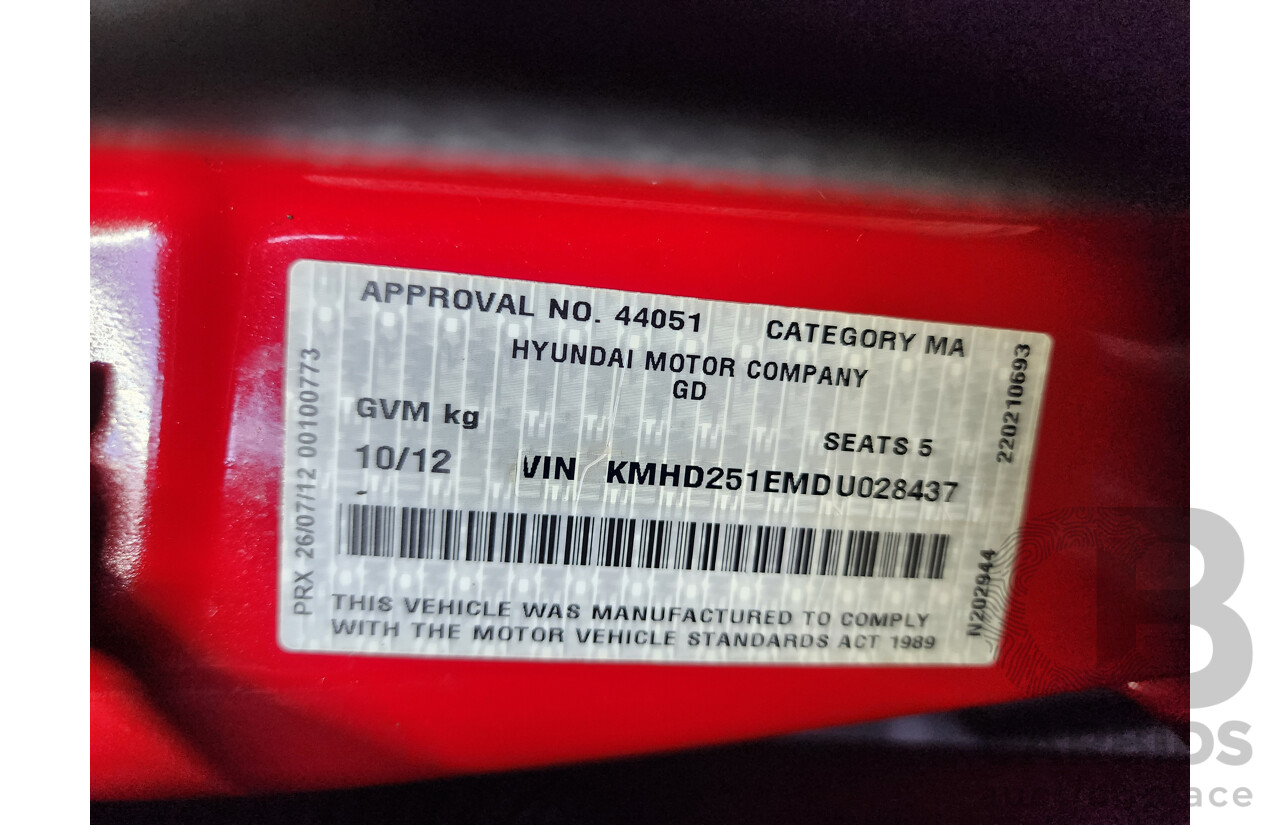 APPROVAL NO. 44051 CATEGORY MA
HYUNDAI MOTOR COMPANY
GD
GVM kg
SEATS 5
10/12 VIN KMHD251EMDU028437
THIS VEHICLE WAS MANUFACTURED TO COMPLY
WITH THE MOTOR VEHICLE STANDARDS ACT 1989
PRX 26/07/12 00100773
220210693
N202944